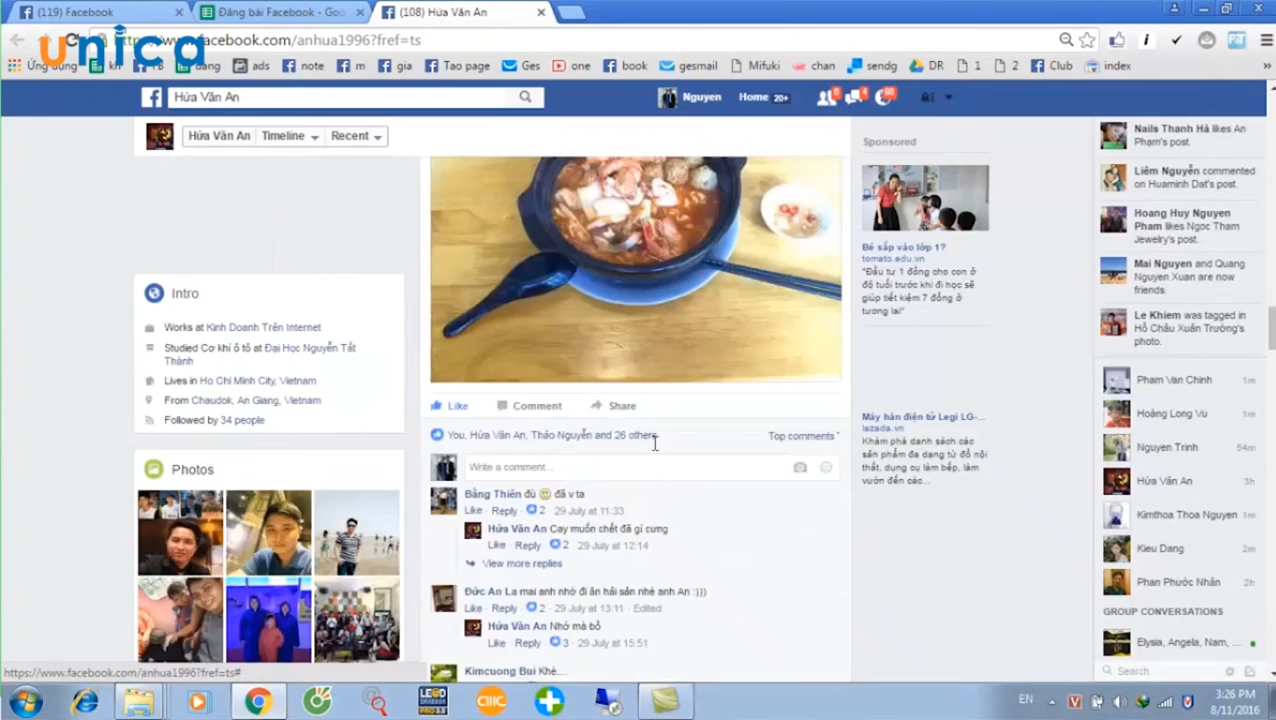 (119) Facebook
Đăng bài Facebook - Goo
(108) Hứa Văn An
unica
www.facebook.com/anhua1996?fref=ts
Ứng dụng
ads
note
m
gia
Tao page
Ges
one
book
gesmail
Mifuki
chan
sendg
DR
1
2
Club
index
Hứa Văn An
Nguyen
Home 20+
Hứa Văn An
Timeline
Recent
Intro
Works at Kinh Doanh Trên Internet
Studied Cơ khí ô tô at Đại Học Nguyễn Tất
Thành
Lives in Ho Chi Minh City, Vietnam
From Chaudok, An Giang, Vietnam
Followed by 34 people
Photos
Like
Comment
Share
You, Hứa Văn An, Thảo Nguyễn and 26 others
Top comments
Write a comment...
Bằng Thiên đù đã v ta
Like · Reply · 2 · 29 July at 11:33
Hứa Văn An Cay muốn chết đã gì cưng
Like · Reply · 2 · 29 July at 12:14
View more replies
Đức An La mai anh nhớ đi ăn hải sản nhé anh An :)))
Like · Reply · 2 · 29 July at 13:11 · Edited
Hứa Văn An Nhớ mà bồ
Like · Reply · 3 · 29 July at 15:51
Kimcuong Bui Khè....
Sponsored
Bé sắp vào lớp 1?
tomato.edu.vn
"Đầu tư 1 đồng cho con ở
độ tuổi trước khi đi học sẽ
giúp tiết kiệm 7 đồng ở
tương lai"
Máy hàn điện tử Legi LG-...
lazada.vn
Khám phá danh sách các
sản phẩm đa dạng từ đồ nội
thất, dụng cụ làm bếp, làm
vườn đến các...
Nails Thanh Hà likes An
Phạm's post.
Liêm Nguyễn commented
on Huaminh Dat's post.
Hoang Huy Nguyen
Pham likes Ngoc Tham
Jewelry's post.
Mai Nguyen and Quang
Nguyen Xuan are now
friends.
Le Khiem was tagged in
Hồ Châu Xuân Trường's
photo.
Pham Van Chinh 1m
Hoàng Long Vu 1m
Nguyen Trinh 54m
Hứa Văn An 3h
Kimthoa Thoa Nguyen 1m
Kieu Dang 2m
Phan Phước Nhẫn 2h
GROUP CONVERSATIONS
Elysia, Angela, Nam, ...
Search
https://www.facebook.com/anhua1996?fref=ts#
EN
3:26 PM
8/11/2016